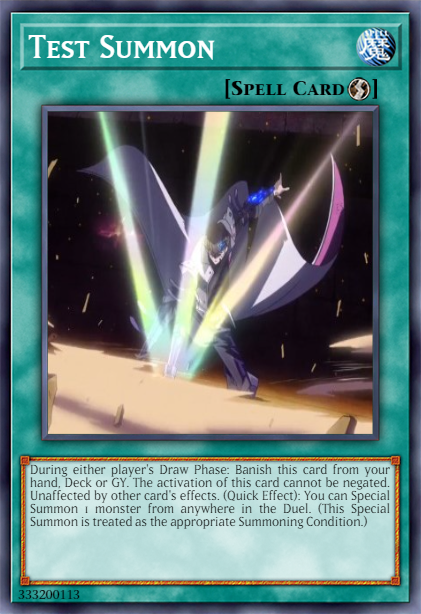 TEST SUMMON
魔
[SPELL CARD]
During either player's Draw Phase: Banish this card from your
hand, Deck or GY. The activation of this card cannot be negated.
Unaffected by other card's effects. (Quick Effect): You can Special
Summon 1 monster from anywhere in the Duel. (This Special
Summon is treated as the appropriate Summoning Condition.)
333200113